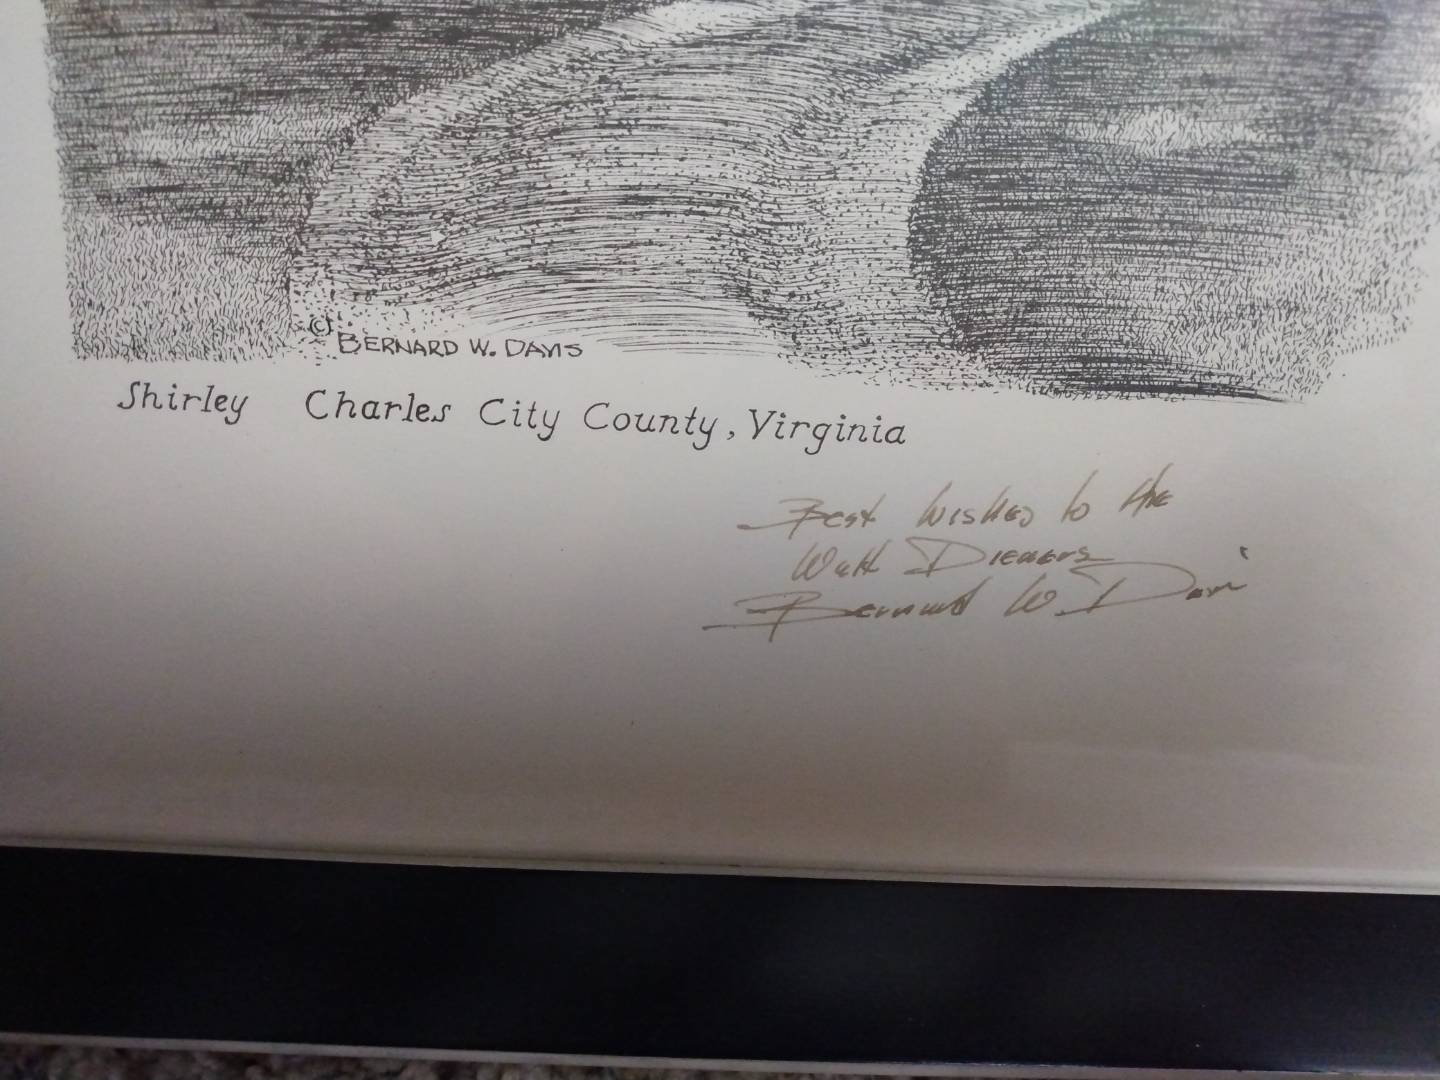 © BERNARD W. DAVIS
Shirley Charles City County, Virginia
Best Wishes to the
Walt Dieners
Bernard W. Davis